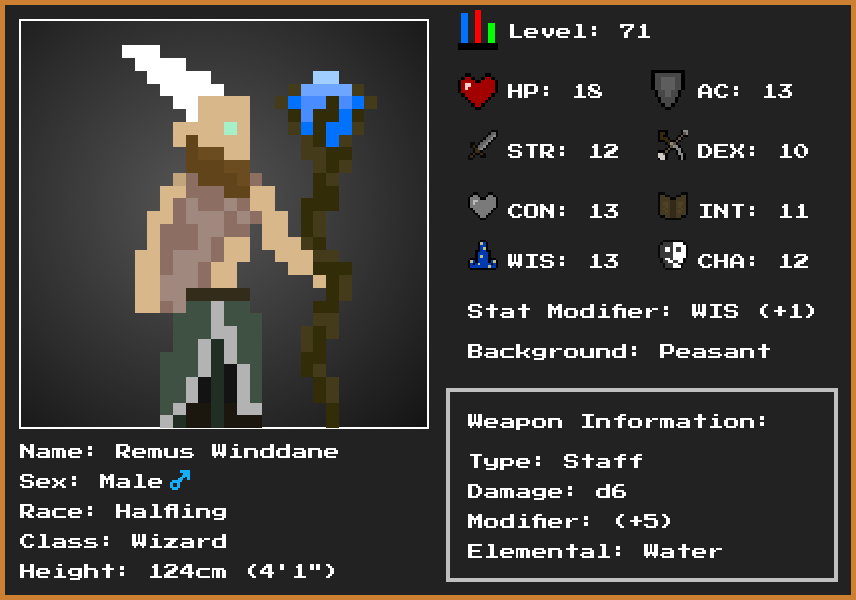 Level: 71
HP: 18
AC: 13
STR: 12
DEX: 10
CON: 13
INT: 11
WIS: 13
CHA: 12
Stat Modifier: WIS (+1)
Background: Peasant
Weapon Information:
Type: Staff
Damage: d6
Modifier: (+5)
Elemental: Water
Name: Remus Winddane
Sex: Male♂
Race: Halfling
Class: Wizard
Height: 124cm (4'1")